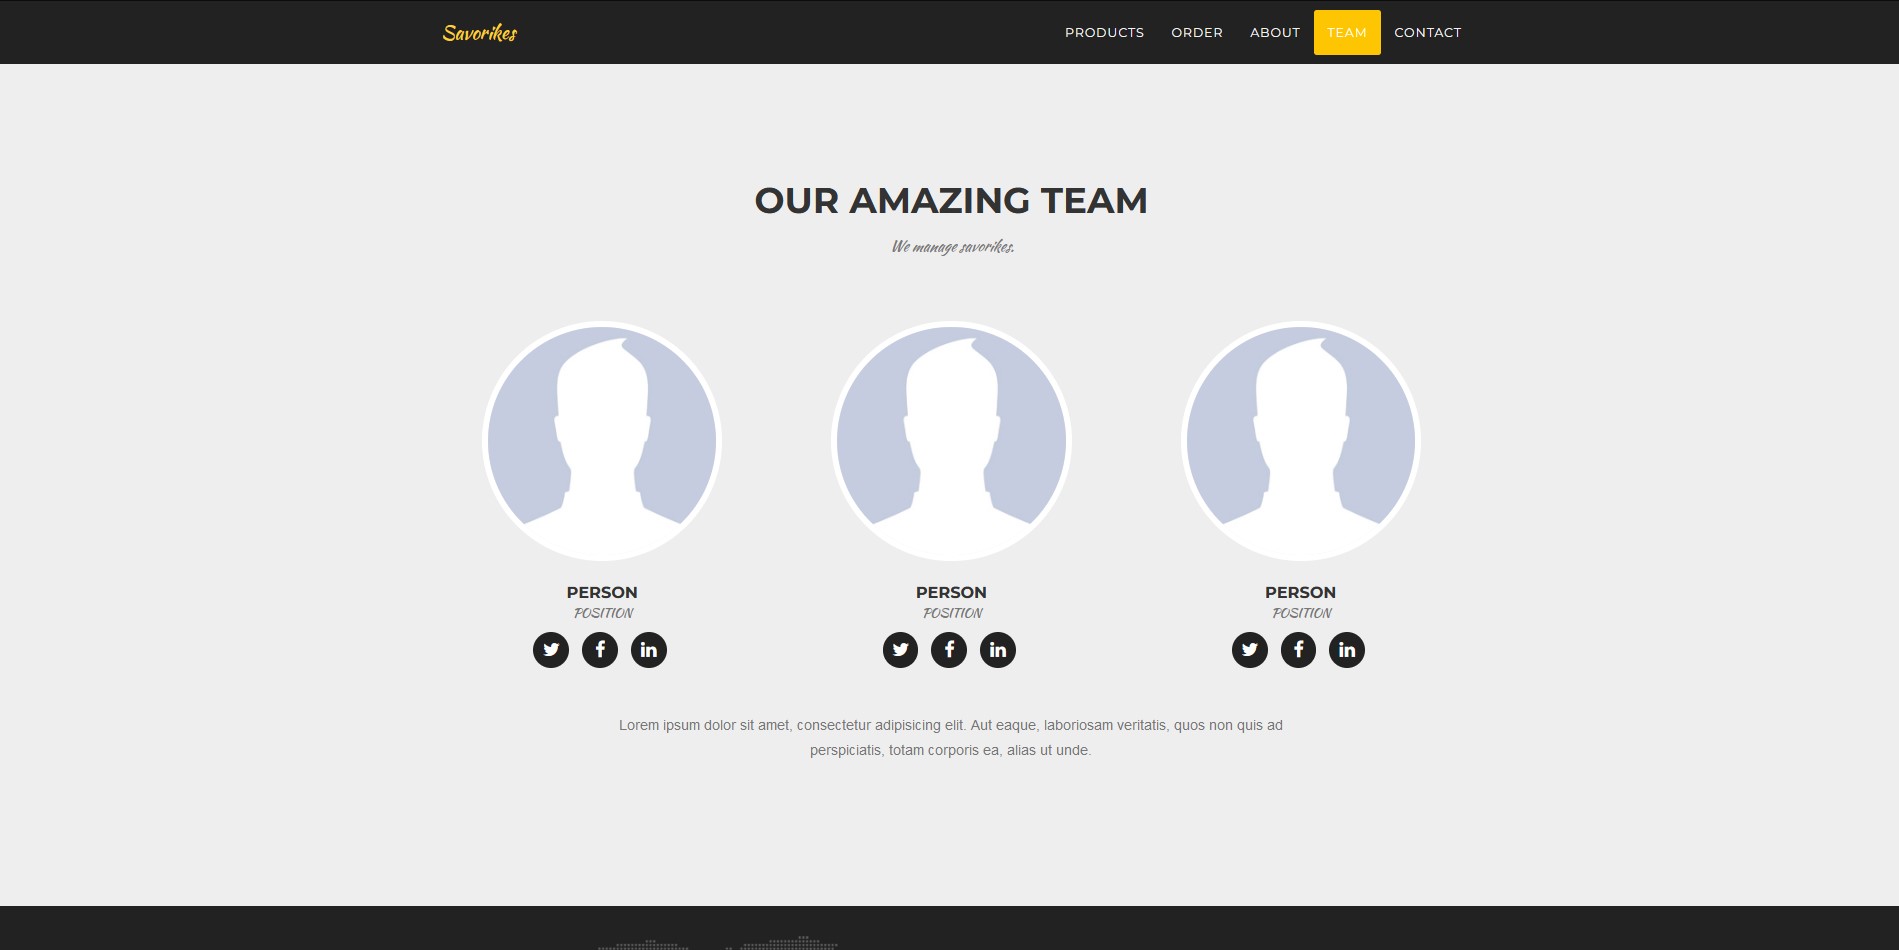 Savorikes
PRODUCTS ORDER ABOUT TEAM CONTACT
OUR AMAZING TEAM
We manage savorikes.
PERSON PERSON PERSON
POSITION POSITION POSITION
Lorem ipsum dolor sit amet, consectetur adipisicing elit. Aut eaque, laboriosam veritatis, quos non quis ad
perspiciatis, totam corporis ea, alias ut unde.